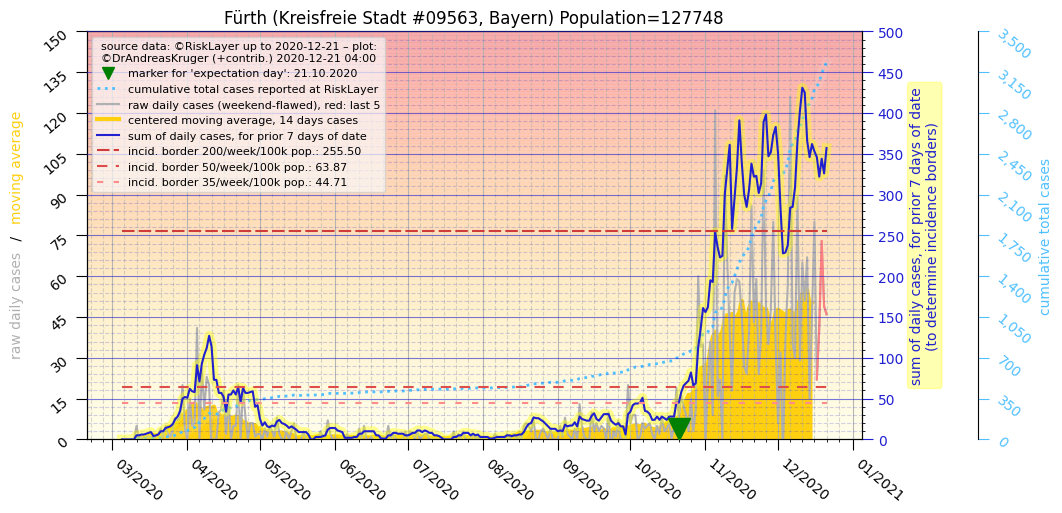 Fürth (Kreisfreie Stadt #09563, Bayern) Population=127748
source data: ©RiskLayer up to 2020-12-21 – plot:
©DrAndreasKruger (+contrib.) 2020-12-21 04:00
marker for 'expectation day': 21.10.2020
cumulative total cases reported at RiskLayer
raw daily cases (weekend-flawed), red: last 5
centered moving average, 14 days cases
sum of daily cases, for prior 7 days of date
incid. border 200/week/100k pop.: 255.50
incid. border 50/week/100k pop.: 63.87
incid. border 35/week/100k pop.: 44.71
raw daily cases / moving average
150
135
120
105
90
75
60
45
30
15
0
03/2020
04/2020
05/2020
06/2020
07/2020
08/2020
09/2020
10/2020
11/2020
12/2020
01/2021
500
450
400
350
300
250
200
150
100
50
0
sum of daily cases, for prior 7 days of date
(to determine incidence borders)
3,500
3,150
2,800
2,450
2,100
1,750
1,400
1,050
700
350
0
cumulative total cases